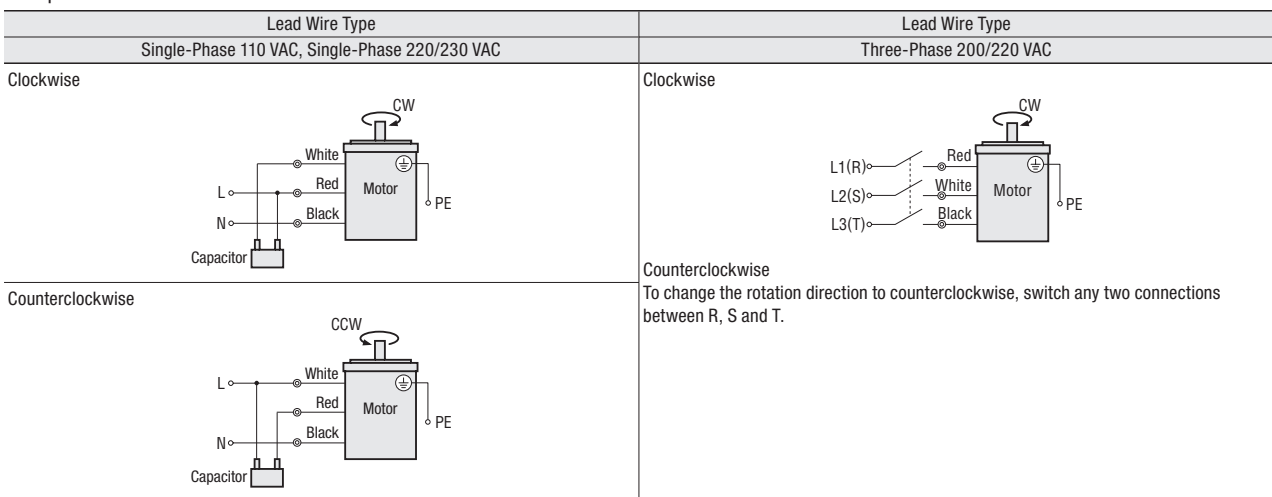 Lead Wire Type
Single-Phase 110 VAC, Single-Phase 220/230 VAC
Clockwise
CW
White
L
Red
Motor
N
Black
PE
Capacitor
Counterclockwise
CCW
L
White
Red
Motor
N
Black
PE
Capacitor
Lead Wire Type
Three-Phase 200/220 VAC
Clockwise
CW
L1(R)
Red
L2(S)
White
Motor
L3(T)
Black
PE
Counterclockwise
To change the rotation direction to counterclockwise, switch any two connections
between R, S and T.